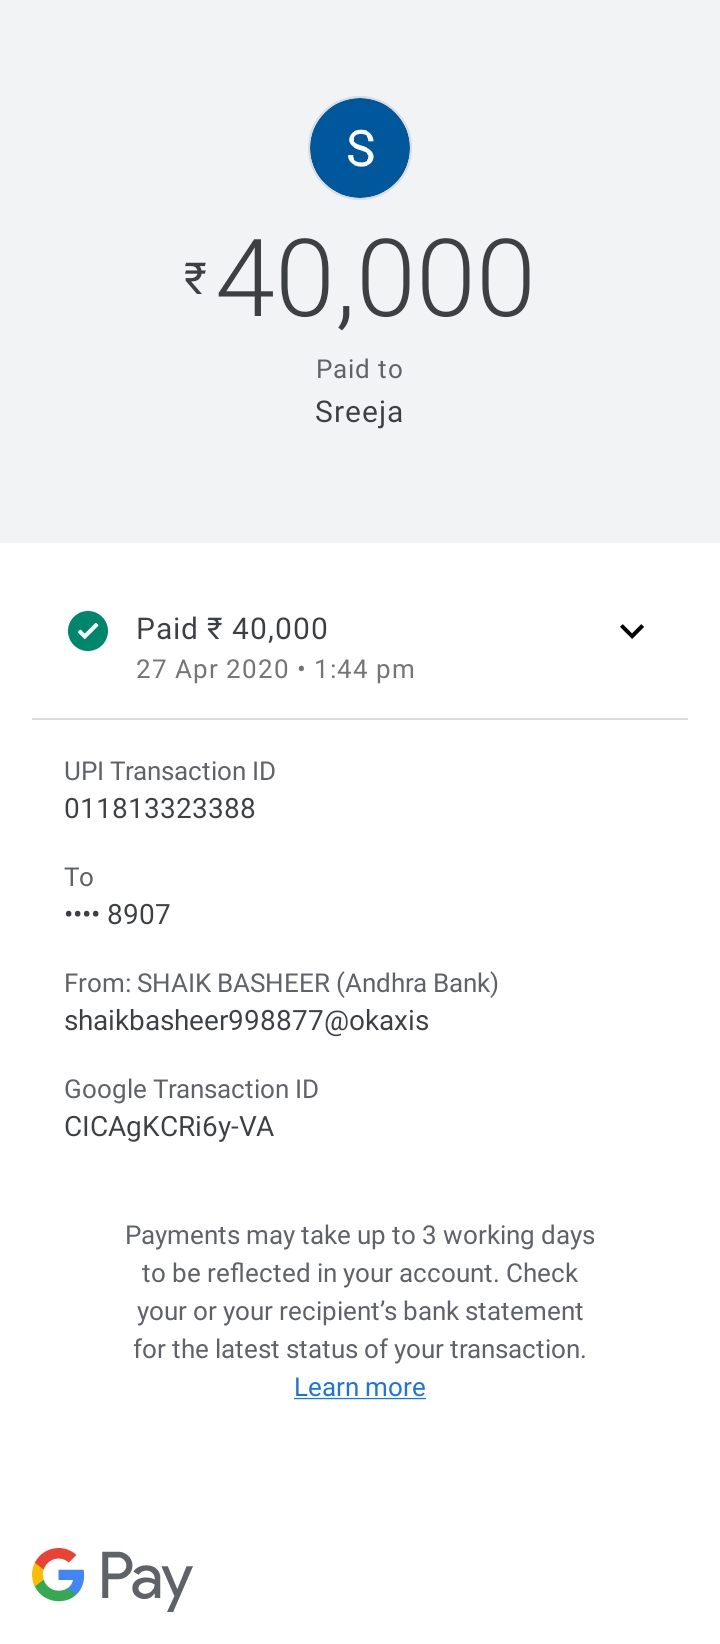 S
₹40,000
Paid to
Sreeja
Paid ₹ 40,000
27 Apr 2020 • 1:44 pm
UPI Transaction ID
011813323388
To
•••• 8907
From: SHAIK BASHEER (Andhra Bank)
shaikbasheer998877@okaxis
Google Transaction ID
CICAgKCRi6y-VA
Payments may take up to 3 working days
to be reflected in your account. Check
your or your recipient’s bank statement
for the latest status of your transaction.
Learn more
G Pay